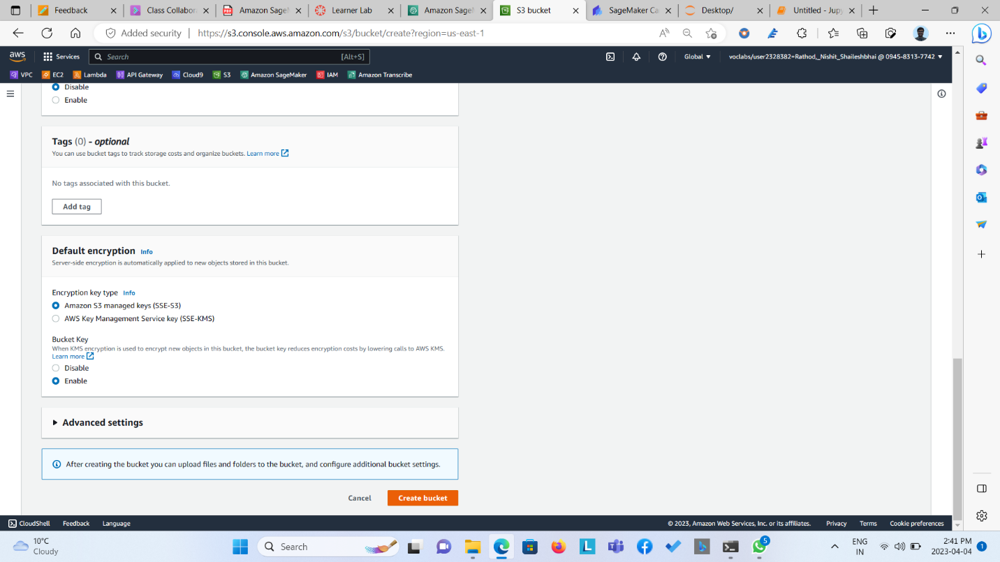 Feedback
Class Collabora
Amazon SageM
Learner Lab
Amazon SageM
S3 bucket
SageMaker Ca
Desktop/
Untitled - Jupy
Added security
https://s3.console.aws.amazon.com/s3/bucket/create?region=us-east-1
aws
Services
Search
[Alt+S]
Global
voclabs/user2328382=Rathod,_Nishit_Shaileshbhai @ 0945-8313-7742
VPC
EC2
Lambda
API Gateway
Cloud9
S3
Amazon SageMaker
IAM
Amazon Transcribe
Disable
Enable
Tags (0) - optional
You can use bucket tags to track storage costs and organize buckets. Learn more
No tags associated with this bucket.
Add tag
Default encryption Info
Server-side encryption is automatically applied to new objects stored in this bucket.
Encryption key type Info
Amazon S3 managed keys (SSE-S3)
AWS Key Management Service key (SSE-KMS)
Bucket Key
When KMS encryption is used to encrypt new objects in this bucket, the bucket key reduces encryption costs by lowering calls to AWS KMS.
Learn more
Disable
Enable
Advanced settings
After creating the bucket you can upload files and folders to the bucket, and configure additional bucket settings.
Cancel
Create bucket
CloudShell
Feedback
Language
© 2023, Amazon Web Services, Inc. or its affiliates.
Privacy
Terms
Cookie preferences
10°C
Cloudy
Search
5
ENG
IN
2:41 PM
2023-04-04
1